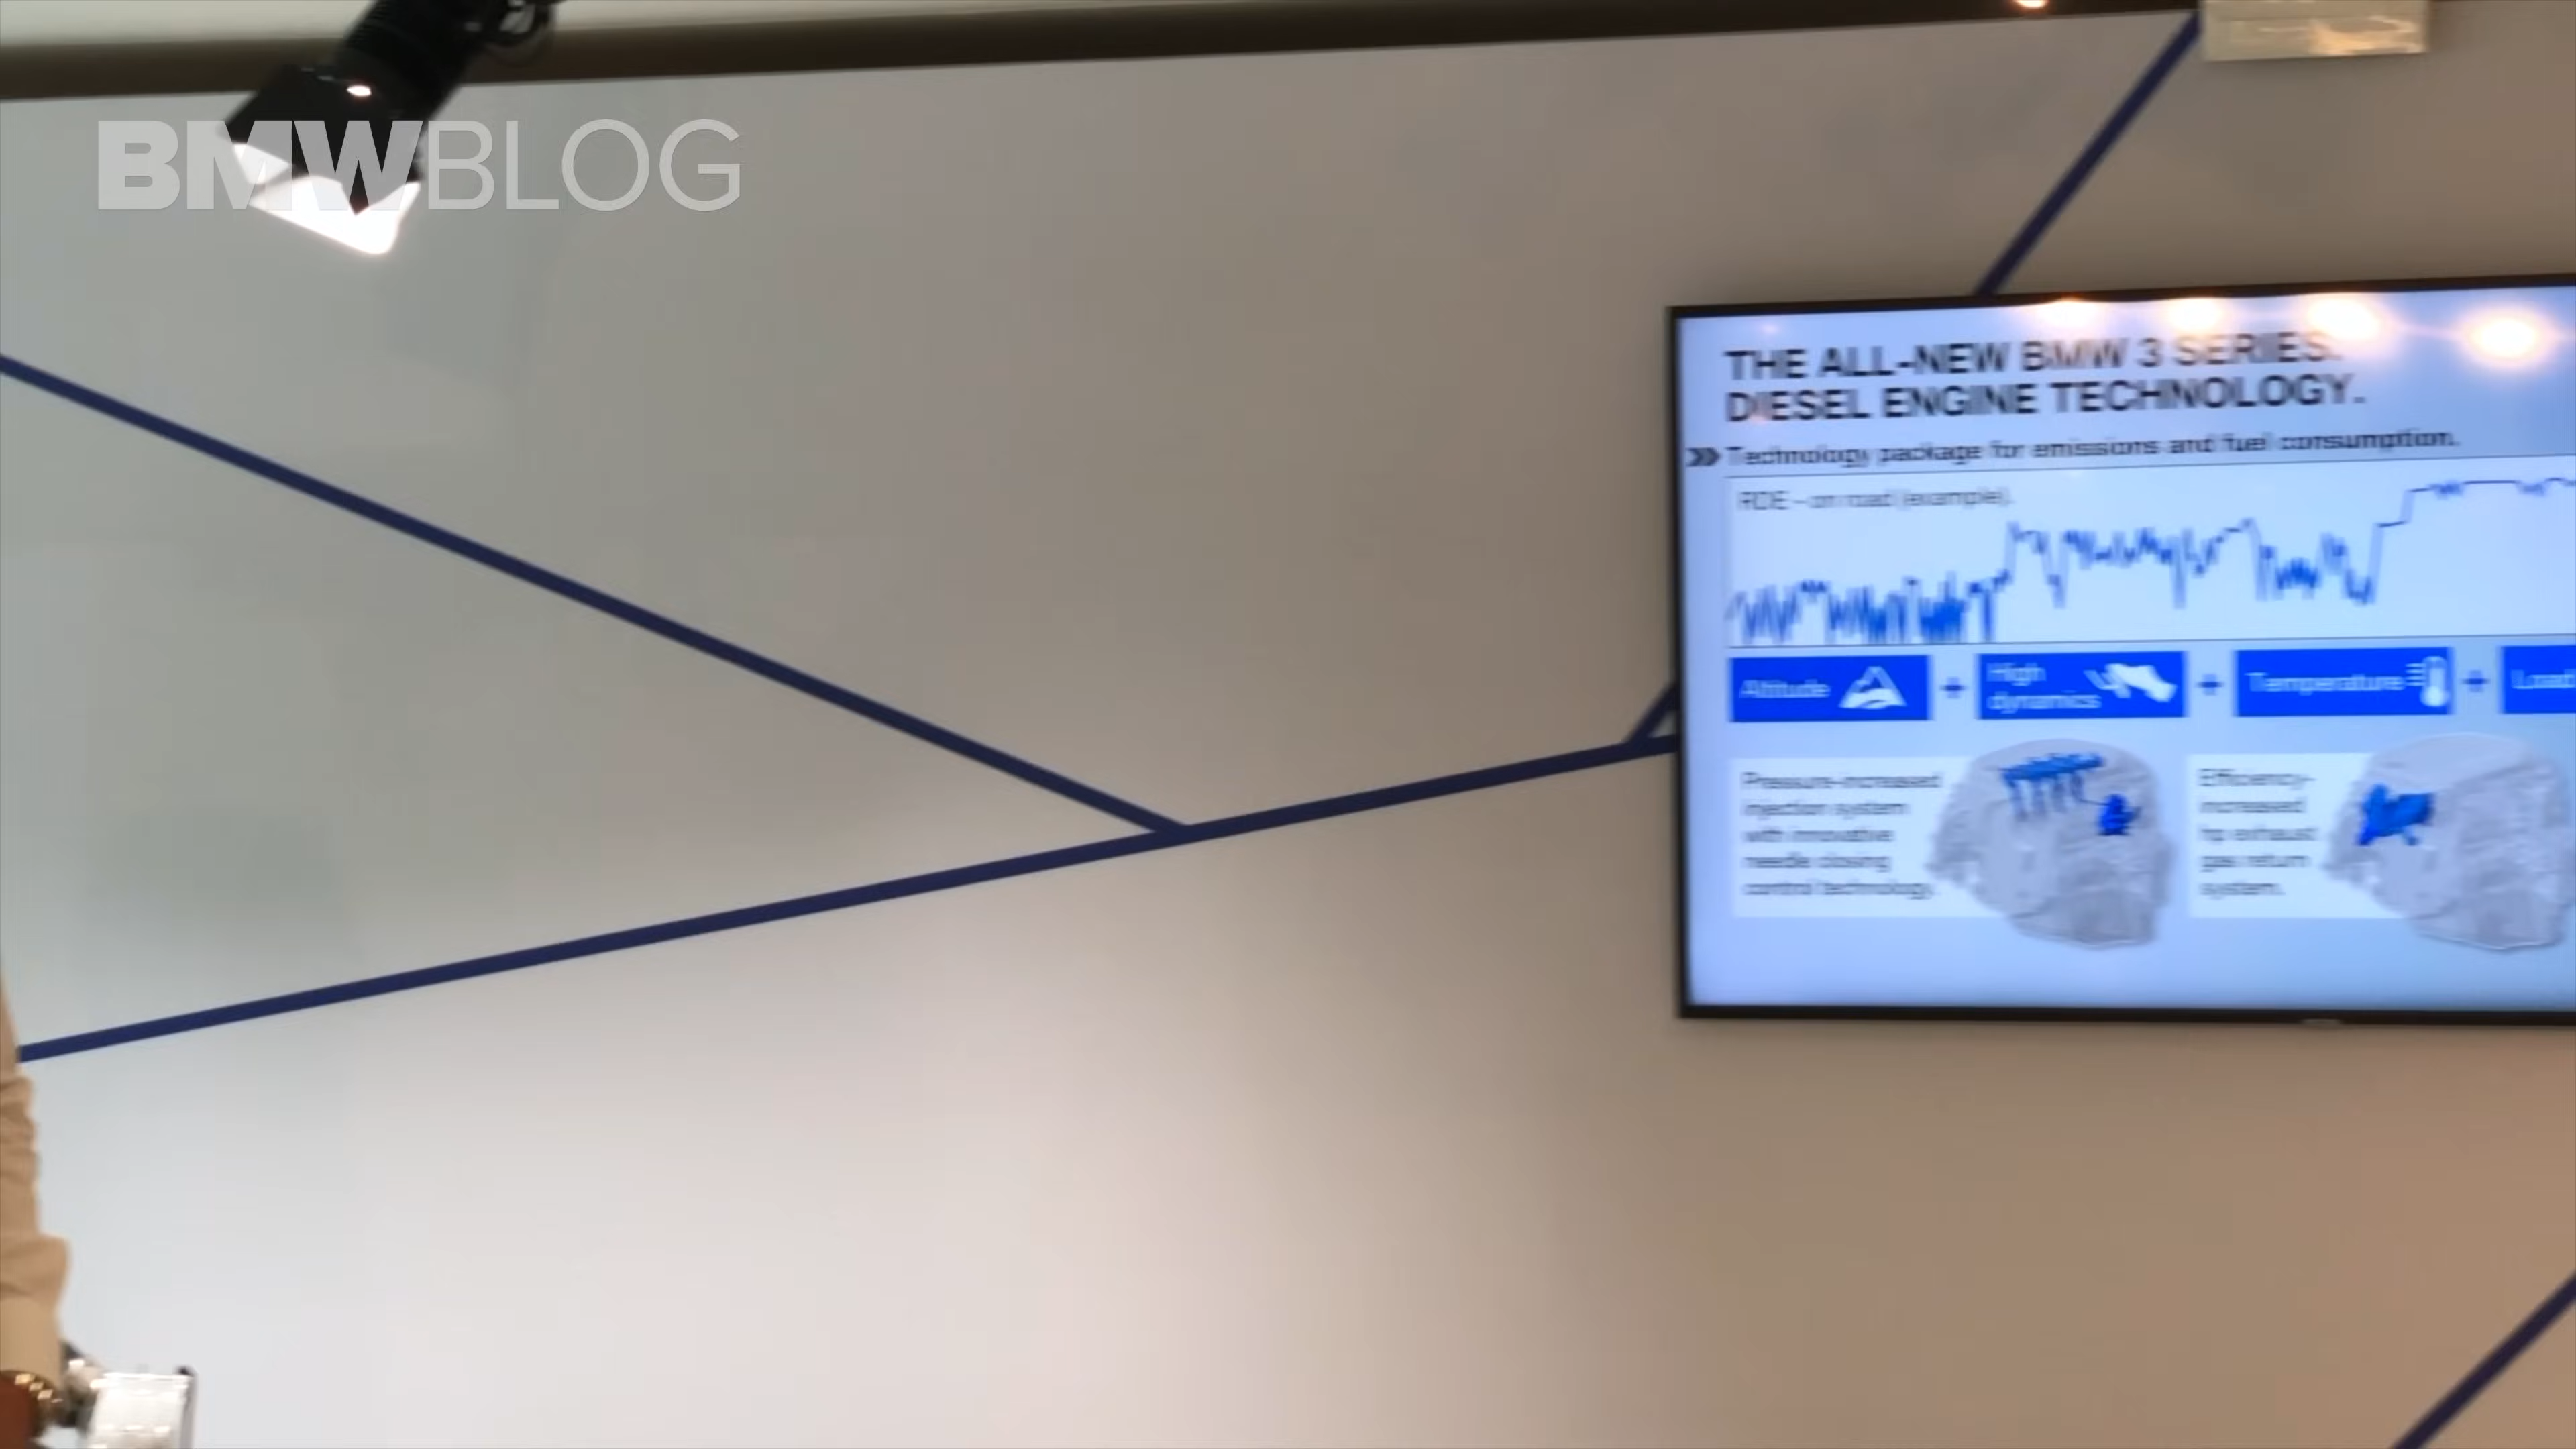 BMWBLOG
THE ALL-NEW BMW 3 SERIES.
DIESEL ENGINE TECHNOLOGY.
Technology package for emissions and fuel consumption.
RDE - on road (example).
Altitude + High dynamics + Temperature + Load
Pressure-increased
injection system
with innovative
needle closing
control technology.
Efficiency-
increased
hp exhaust
gas return
system.